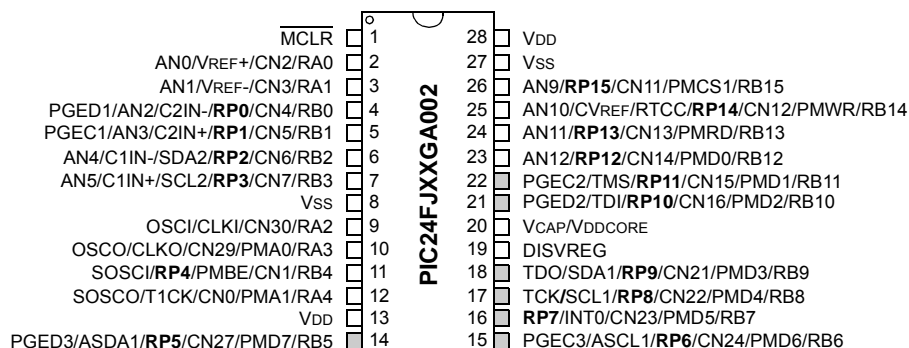 MCLR 1
AN0/VREF+/CN2/RA0 2
AN1/VREF-/CN3/RA1 3
PGED1/AN2/C2IN-/RP0/CN4/RB0 4
PGEC1/AN3/C2IN+/RP1/CN5/RB1 5
AN4/C1IN-/SDA2/RP2/CN6/RB2 6
AN5/C1IN+/SCL2/RP3/CN7/RB3 7
VSS 8
OSCI/CLKI/CN30/RA2 9
OSCO/CLKO/CN29/PMA0/RA3 10
SOSCI/RP4/PMBE/CN1/RB4 11
SOSCO/T1CK/CN0/PMA1/RA4 12
VDD 13
PGED3/ASDA1/RP5/CN27/PMD7/RB5 14
PIC24FJXXGA002
28 VDD
27 VSS
26 AN9/RP15/CN11/PMCS1/RB15
25 AN10/CVREF/RTCC/RP14/CN12/PMWR/RB14
24 AN11/RP13/CN13/PMRD/RB13
23 AN12/RP12/CN14/PMD0/RB12
22 PGEC2/TMS/RP11/CN15/PMD1/RB11
21 PGED2/TDI/RP10/CN16/PMD2/RB10
20 VCAP/VDDCORE
19 DISVREG
18 TDO/SDA1/RP9/CN21/PMD3/RB9
17 TCK/SCL1/RP8/CN22/PMD4/RB8
16 RP7/INT0/CN23/PMD5/RB7
15 PGEC3/ASCL1/RP6/CN24/PMD6/RB6